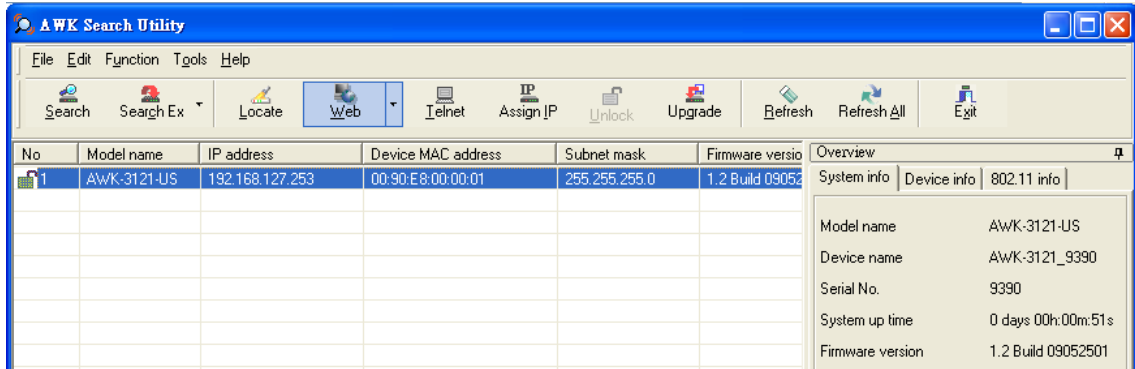 AWK Search Utility
File Edit Function Tools Help
Search Search Ex Locate Web Telnet Assign IP Unlock Upgrade Refresh Refresh All Exit
No Model name IP address Device MAC address Subnet mask Firmware versio Overview
1 AWK-3121-US 192.168.127.253 00:90:E8:00:00:01 255.255.255.0 1.2 Build 09052
System info Device info 802.11 info
Model name AWK-3121-US
Device name AWK-3121_9390
Serial No. 9390
System up time 0 days 00h:00m:51s
Firmware version 1.2 Build 09052501